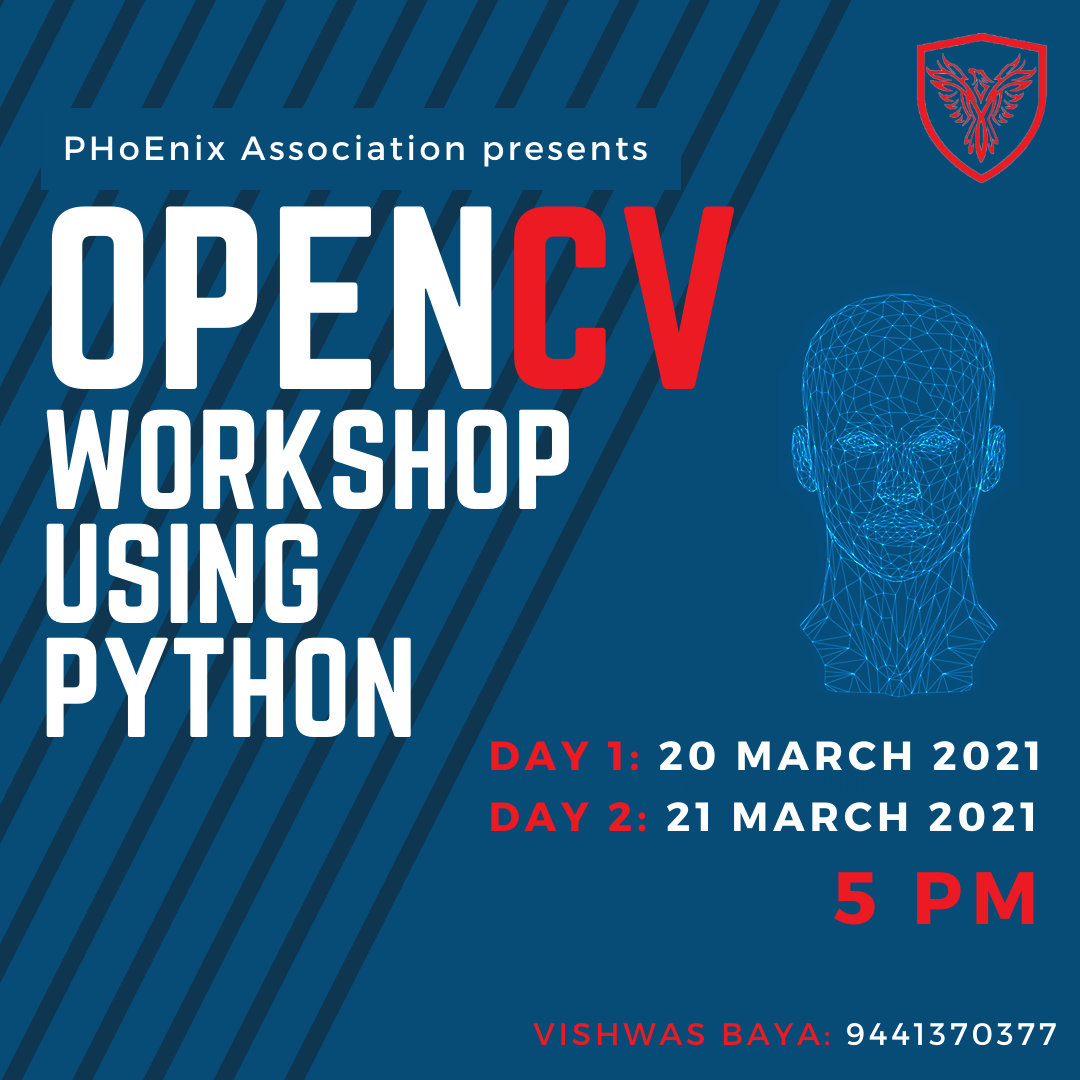 PHoEnix Association presents
OPENCV
WORKSHOP
USING
PYTHON
DAY 1: 20 MARCH 2021
DAY 2: 21 MARCH 2021
5 PM
VISHWAS BAYA: 9441370377